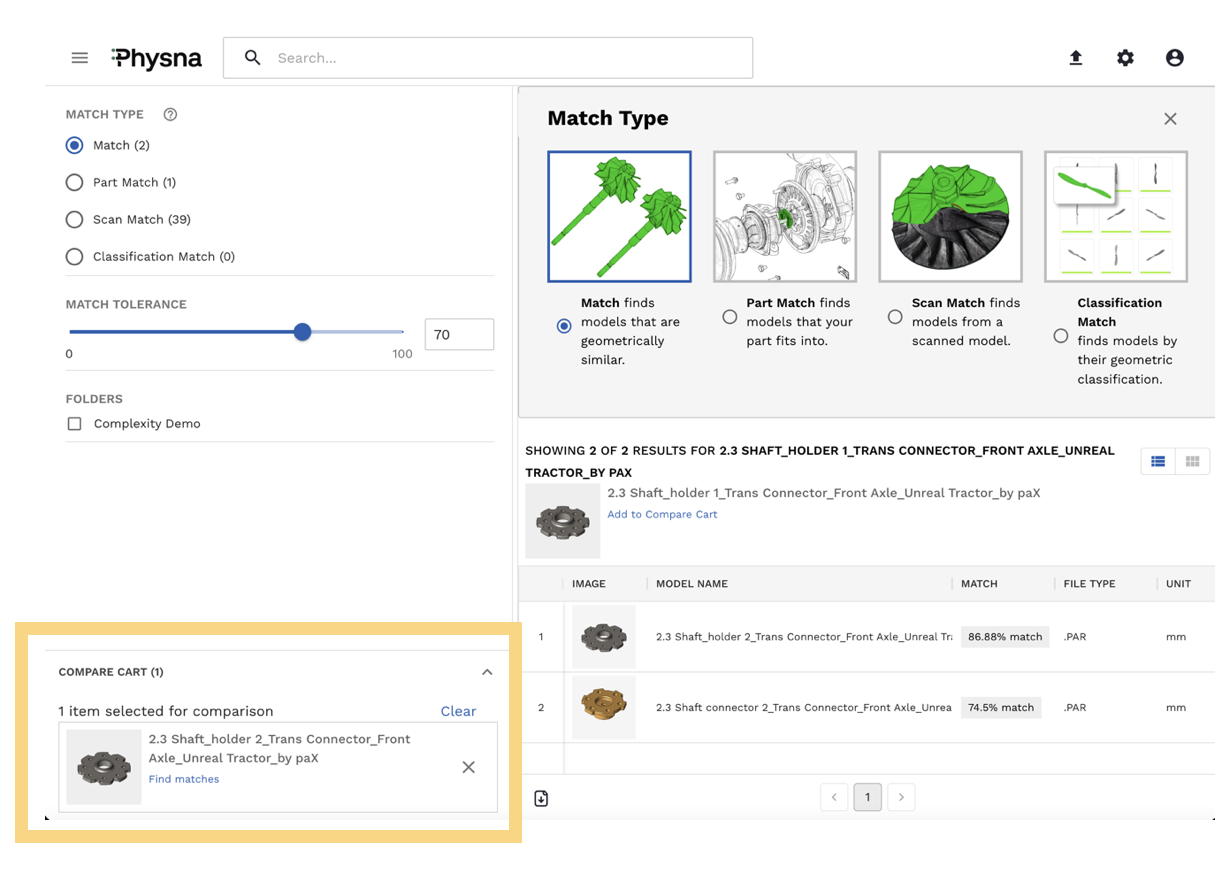 Physna
Search...
MATCH TYPE
Match (2)
Part Match (1)
Scan Match (39)
Classification Match (0)
MATCH TOLERANCE
70
0
100
FOLDERS
Complexity Demo
COMPARE CART (1)
1 item selected for comparison
Clear
2.3 Shaft_holder 2_Trans Connector_Front
Axle_Unreal Tractor_by paX
Find matches
Match Type
Match finds
models that are
geometrically
similar.
Part Match finds
models that your
part fits into.
Scan Match finds
models from a
scanned model.
Classification
Match
finds models by
their geometric
classification.
SHOWING 2 OF 2 RESULTS FOR 2.3 SHAFT_HOLDER 1_TRANS CONNECTOR_FRONT AXLE_UNREAL
TRACTOR_BY PAX
2.3 Shaft_holder 1_Trans Connector_Front Axle_Unreal Tractor_by paX
Add to Compare Cart
IMAGE MODEL NAME MATCH FILE TYPE UNIT
1 2.3 Shaft_holder 2_Trans Connector_Front Axle_Unreal Tr 86.88% match .PAR mm
2 2.3 Shaft connector 2_Trans Connector_Front Axle_Unrea 74.5% match .PAR mm
1